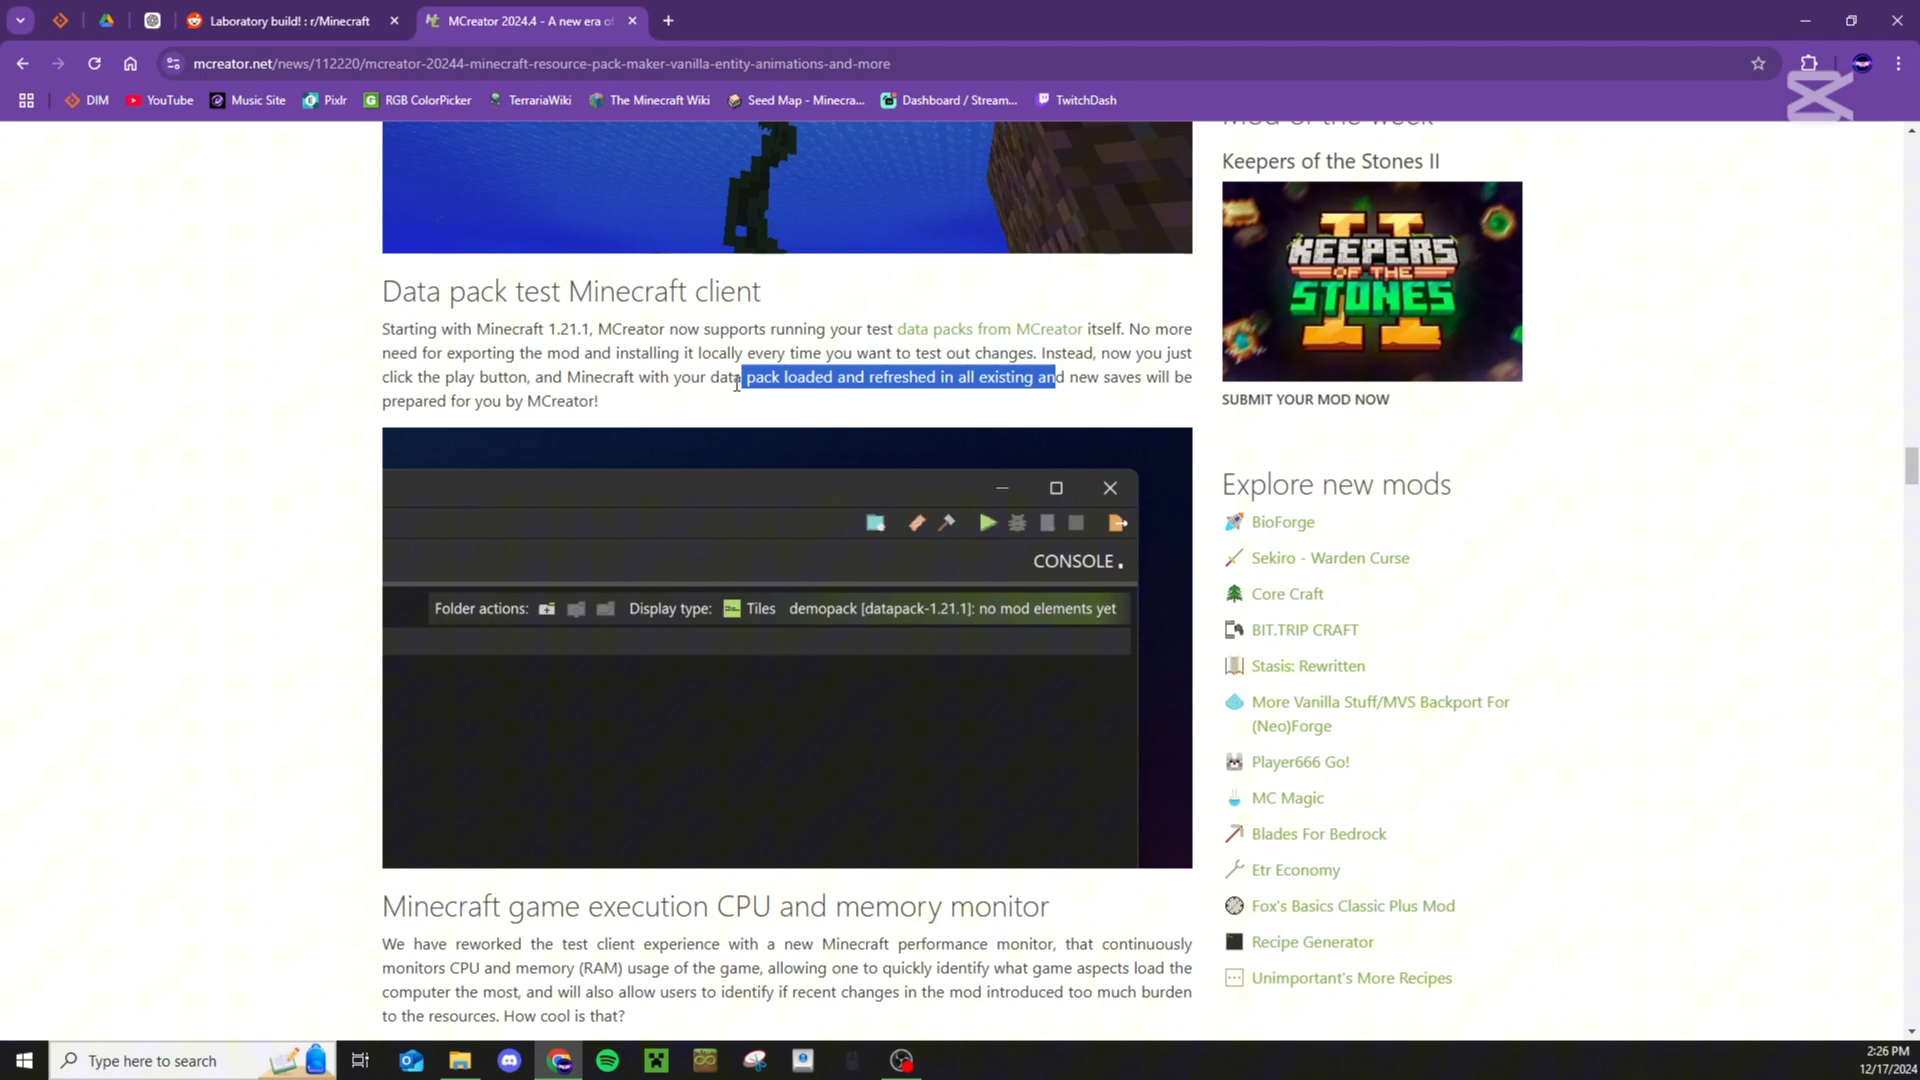 Laboratory build! : r/Minecraft
MCreator 2024.4 - A new era of
mcreator.net/news/112220/mcreator-20244-minecraft-resource-pack-maker-vanilla-entity-animations-and-more
DIM
YouTube
Music Site
Pixlr
RGB ColorPicker
TerrariaWiki
The Minecraft Wiki
Seed Map - Minecra...
Dashboard / Stream...
TwitchDash
Mod of the week
Keepers of the Stones II
KEEPERS
OF THE
STONES
II
SUBMIT YOUR MOD NOW
Data pack test Minecraft client
Starting with Minecraft 1.21.1, MCreator now supports running your test data packs from MCreator itself. No more
need for exporting the mod and installing it locally every time you want to test out changes. Instead, now you just
click the play button, and Minecraft with your data pack loaded and refreshed in all existing and new saves will be
prepared for you by MCreator!
CONSOLE
Folder actions:
Display type:
Tiles
demopack [datapack-1.21.1]: no mod elements yet
Explore new mods
BioForge
Sekiro - Warden Curse
Core Craft
BIT.TRIP CRAFT
Stasis: Rewritten
More Vanilla Stuff/MVS Backport For
(Neo)Forge
Player666 Go!
MC Magic
Blades For Bedrock
Etr Economy
Fox's Basics Classic Plus Mod
Recipe Generator
Unimportant's More Recipes
Minecraft game execution CPU and memory monitor
We have reworked the test client experience with a new Minecraft performance monitor, that continuously
monitors CPU and memory (RAM) usage of the game, allowing one to quickly identify what game aspects load the
computer the most, and will also allow users to identify if recent changes in the mod introduced too much burden
to the resources. How cool is that?
Type here to search
2:26 PM
12/17/2024